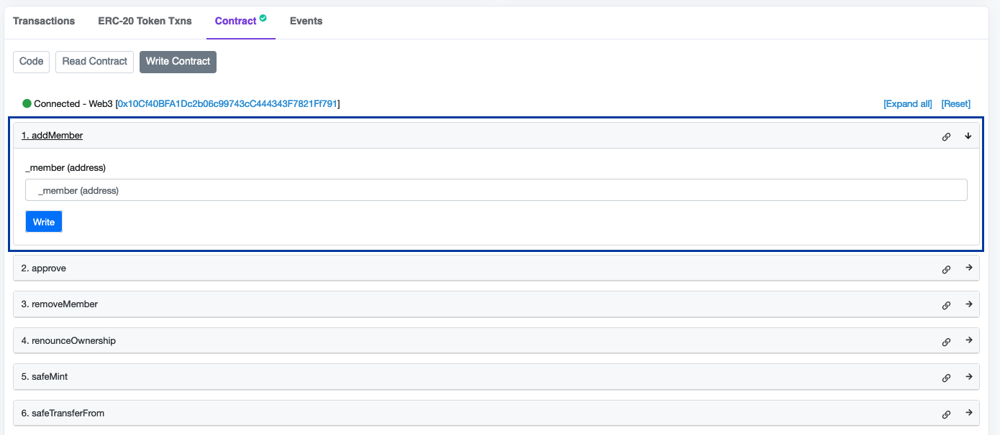 Transactions ERC-20 Token Txns Contract Events
Code Read Contract Write Contract
Connected - Web3 [0x10Cf40BFA1Dc2b06c99743cC444343F7821Ff791] [Expand all] [Reset]
1. addMember
_member (address)
_member (address)
Write
2. approve
3. removeMember
4. renounceOwnership
5. safeMint
6. safeTransferFrom